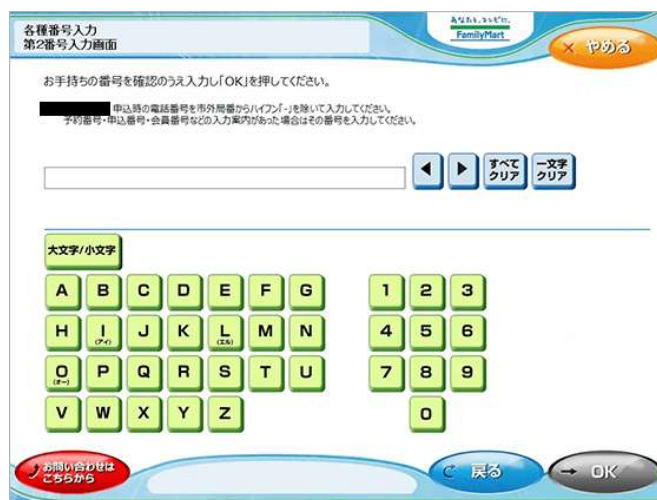 各種番号入力
第2番号入力画面
あなたと、コンビに、
FamilyMart
× やめる
お手持ちの番号を確認のうえ入力し「OK」を押してください。
申込時の電話番号を市外局番からハイフン「-」を除いて入力してください。
予約番号・申込番号・会員番号などの入力案内があった場合はその番号を入力してください。
◀ ▶ すべてクリア 一文字クリア
大文字/小文字
A B C D E F G 1 2 3
H I(アイ) J K L(エル) M N 4 5 6
O(オー) P Q R S T U 7 8 9
V W X Y Z 0
お問い合わせは
こちらから
戻る
→ OK